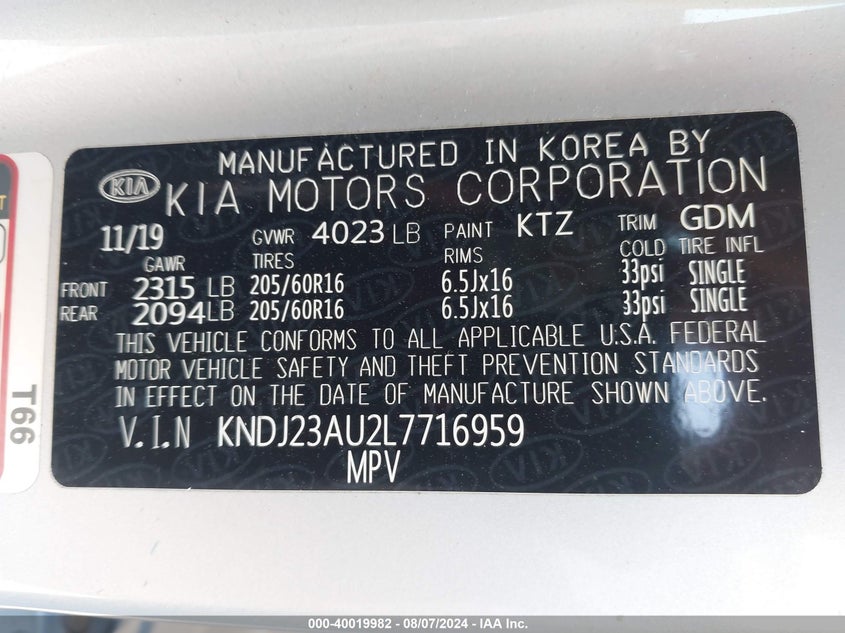 MANUFACTURED IN KOREA BY
KIA KIA MOTORS CORPORATION
11/19 GVWR 4023 LB PAINT KTZ TRIM GDM
GAWR TIRES RIMS COLD TIRE INFL
FRONT 2315 LB 205/60R16 6.5Jx16 33psi SINGLE
REAR 2094LB 205/60R16 6.5Jx16 33psi SINGLE
THIS VEHICLE CONFORMS TO ALL APPLICABLE U.S.A. FEDERAL
MOTOR VEHICLE SAFETY AND THEFT PREVENTION STANDARDS
IN EFFECT ON THE DATE OF MANUFACTURE SHOWN ABOVE.
V.I.N KNDJ23AU2L7716959
MPV
T66
000-40019982 - 08/07/2024 - IAA Inc.